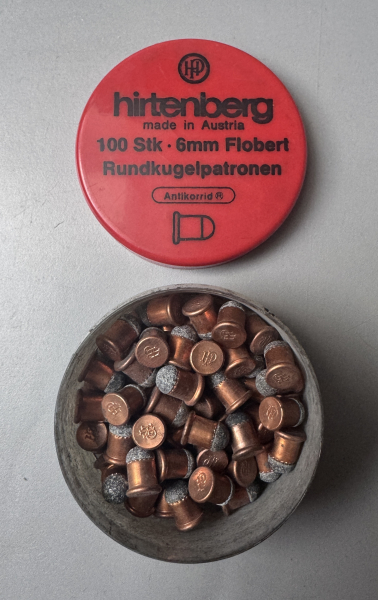 HP
hirtenberg
made in Austria
100 Stk · 6mm Flobert
Rundkugelpatronen
Antikorrid®